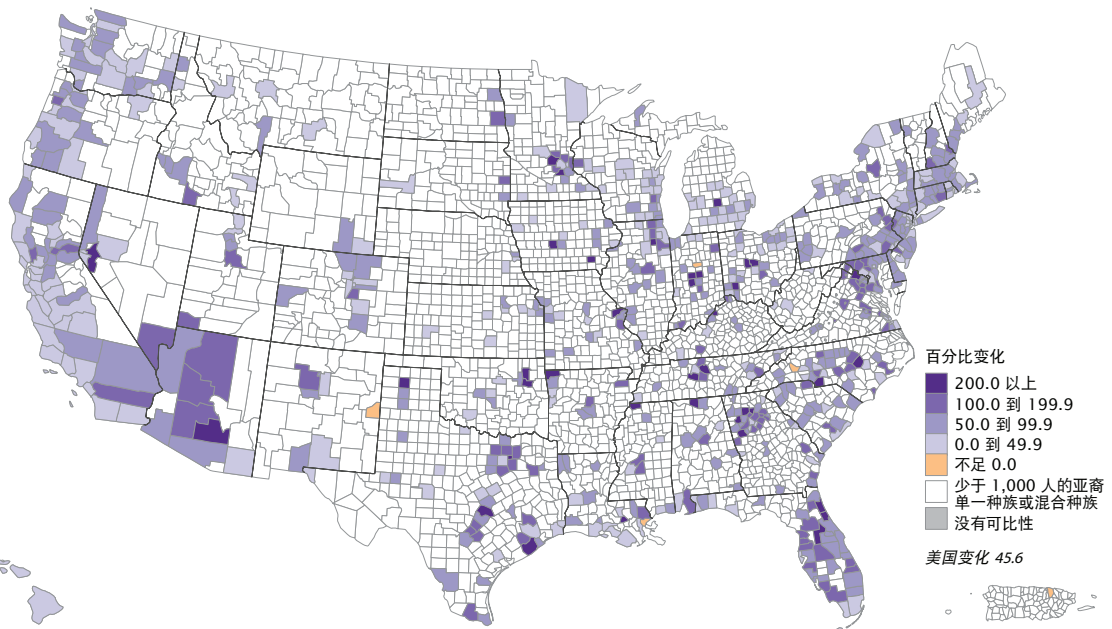 百分比变化
200.0 以上
100.0 到 199.9
50.0 到 99.9
0.0 到 49.9
不足 0.0
少于 1,000 人的亚裔
单一种族或混合种族
没有可比性
美国变化 45.6